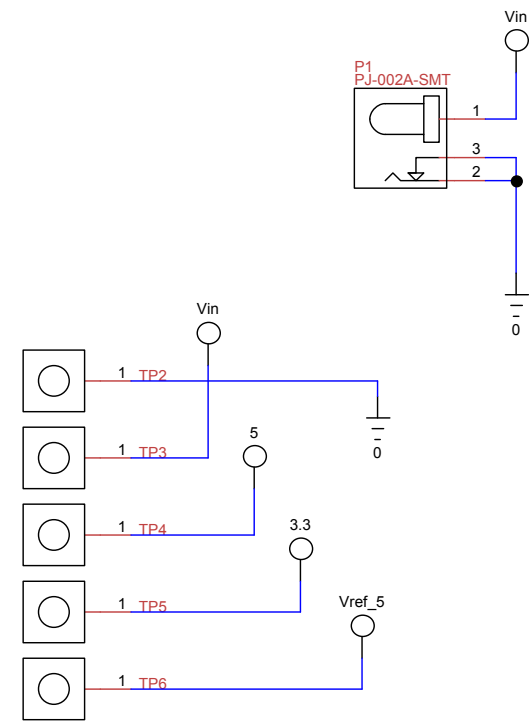 Vin
P1
PJ-002A-SMT
1
3
2
0
Vin
1 TP2
0
1 TP3
5
1 TP4
3.3
1 TP5
Vref_5
1 TP6